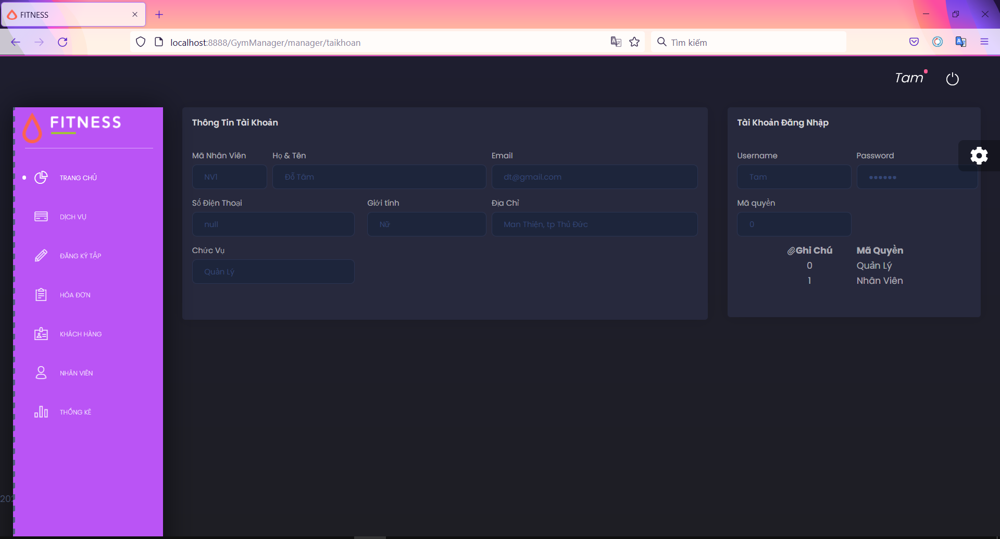 FITNESS
localhost:8888/GymManager/manager/taikhoan
Tìm kiếm
Tam
FITNESS
TRANG CHỦ
DỊCH VỤ
ĐĂNG KÝ TẬP
HÓA ĐƠN
KHÁCH HÀNG
NHÂN VIÊN
THỐNG KÊ
Thông Tin Tài Khoản
Mã Nhân Viên Họ & Tên Email
NV1 Đỗ Tâm dt@gmail.com
Số Điện Thoại Giới tính Địa Chỉ
null Nữ Man Thiện, tp Thủ Đức
Chức Vụ
Quản Lý
Tài Khoản Đăng Nhập
Username Password
Tam ••••••
Mã quyền
0
Ghi Chú Mã Quyền
0 Quản Lý
1 Nhân Viên